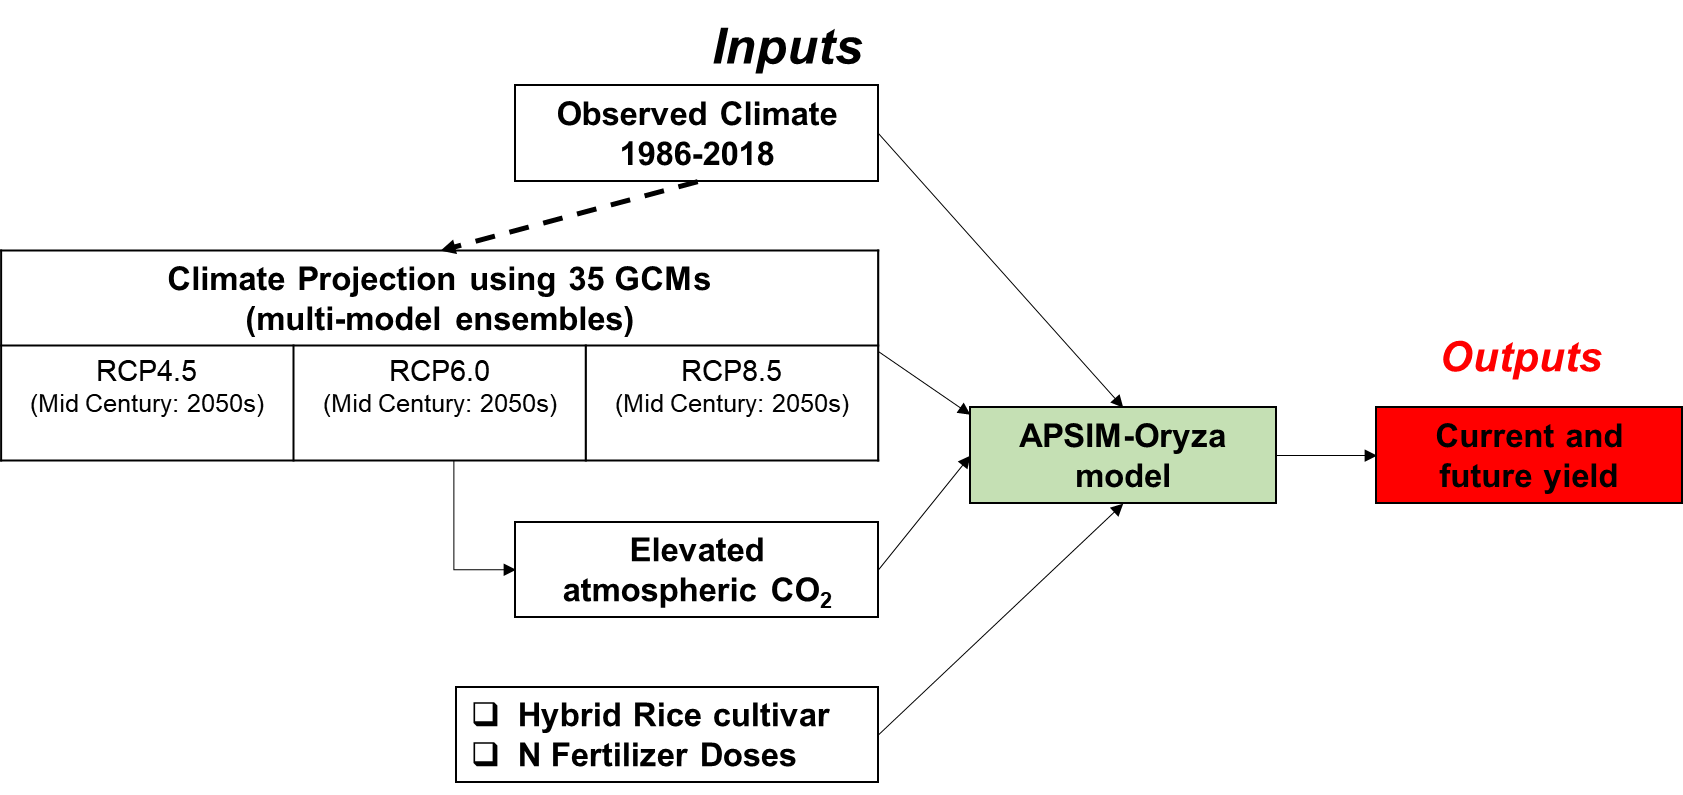 Inputs
Observed Climate
1986-2018
Climate Projection using 35 GCMs
(multi-model ensembles)
RCP4.5
(Mid Century: 2050s)
RCP6.0
(Mid Century: 2050s)
RCP8.5
(Mid Century: 2050s)
Elevated
atmospheric CO₂
❑ Hybrid Rice cultivar
❑ N Fertilizer Doses
APSIM-Oryza
model
Outputs
Current and
future yield